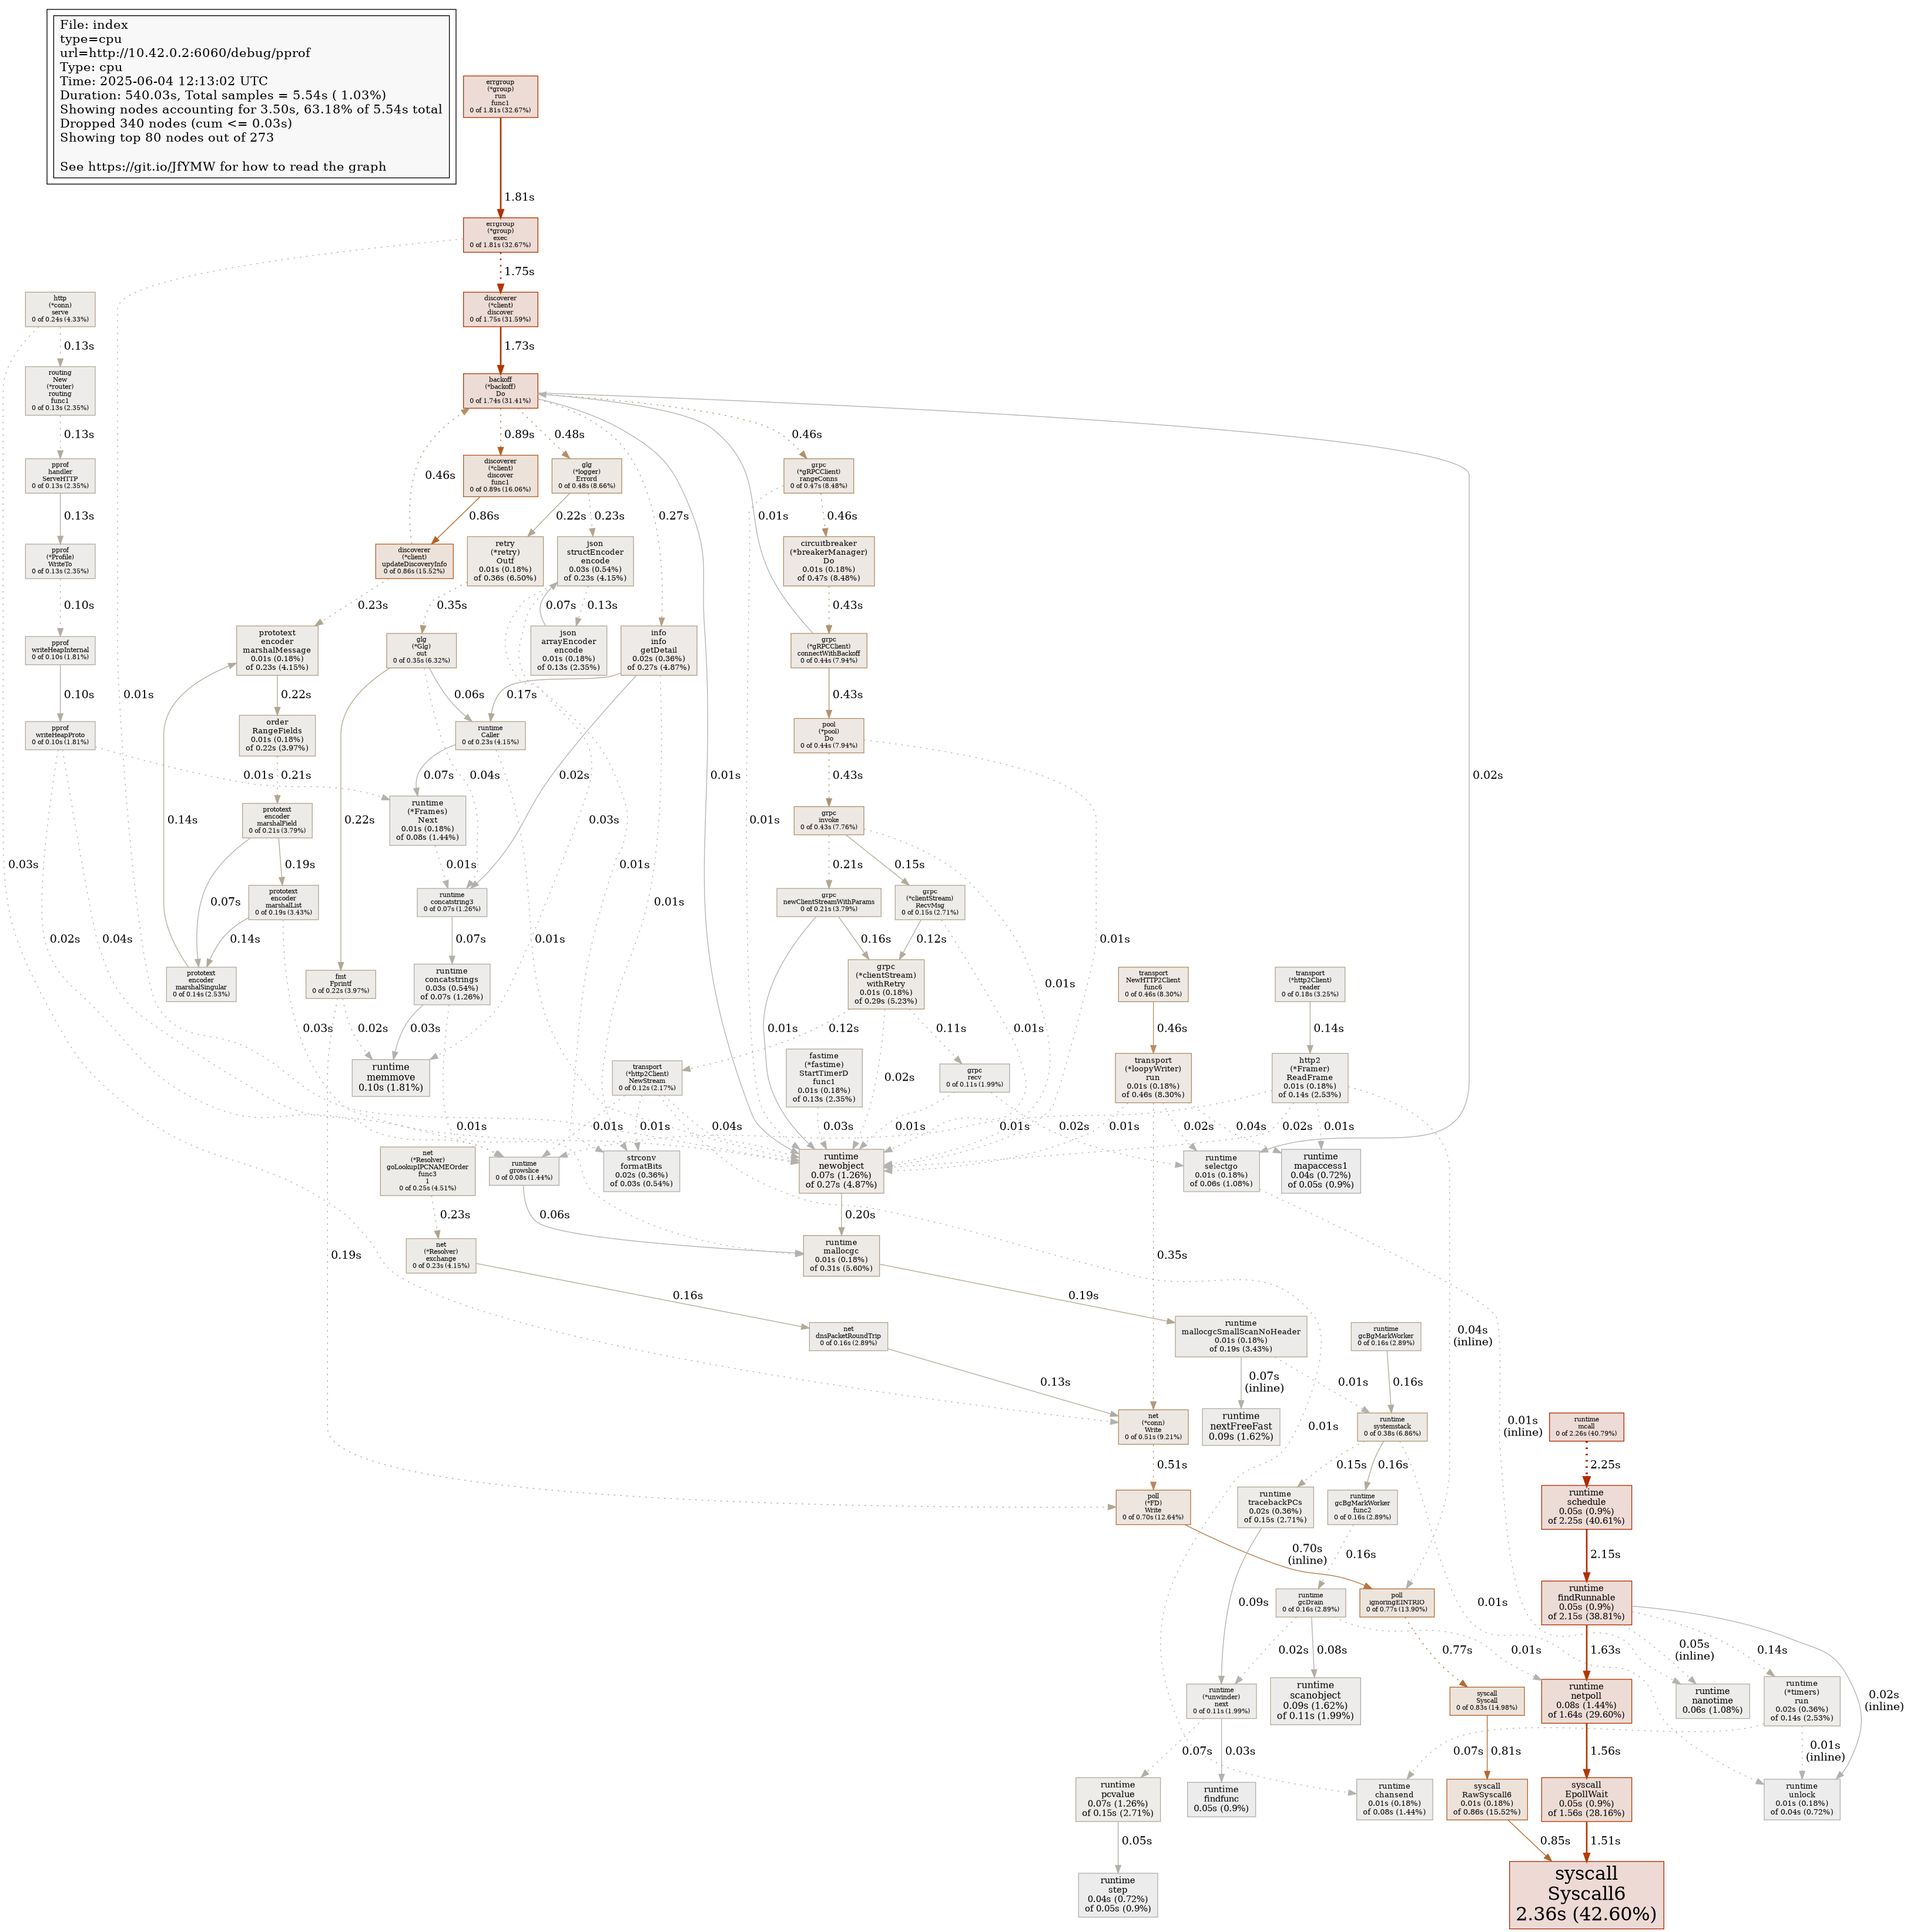 File: index
type=cpu
url=http://10.42.0.2:6060/debug/pprof
Type: cpu
Time: 2025-06-04 12:13:02 UTC
Duration: 540.03s, Total samples = 5.54s ( 1.03%)
Showing nodes accounting for 3.50s, 63.18% of 5.54s total
Dropped 340 nodes (cum <= 0.03s)
Showing top 80 nodes out of 273
See https://git.io/JfYMW for how to read the graph
errgroup
(*group)
run
func1
0 of 1.81s (32.67%)
1.81s
errgroup
(*group)
exec
0 of 1.81s (32.67%)
1.75s
http
(*conn)
serve
0 of 0.24s (4.33%)
discoverer
(*client)
discover
0 of 1.75s (31.59%)
0.13s
1.73s
routing
New
(*router)
routing
func1
0 of 0.13s (2.35%)
backoff
(*backoff)
Do
0 of 1.74s (31.41%)
0.13s
0.89s
0.48s
0.46s
pprof
handler
ServeHTTP
0 of 0.13s (2.35%)
discoverer
(*client)
discover
func1
0 of 0.89s (16.06%)
glg
(*logger)
Errord
0 of 0.48s (8.66%)
grpc
(*gRPCClient)
rangeConns
0 of 0.47s (8.48%)
0.46s
0.13s
0.86s
0.22s
0.23s
0.27s
0.01s
0.46s
pprof
(*Profile)
WriteTo
0 of 0.13s (2.35%)
discoverer
(*client)
updateDiscoveryInfo
0 of 0.86s (15.52%)
retry
(*retry)
Outf
0.01s (0.18%)
of 0.36s (6.50%)
json
structEncoder
encode
0.03s (0.54%)
of 0.23s (4.15%)
circuitbreaker
(*breakerManager)
Do
0.01s (0.18%)
of 0.47s (8.48%)
0.10s
0.23s
0.35s
0.07s
0.13s
0.43s
pprof
writeHeapInternal
0 of 0.10s (1.81%)
prototext
encoder
marshalMessage
0.01s (0.18%)
of 0.23s (4.15%)
glg
(*Glg)
out
0 of 0.35s (6.32%)
json
arrayEncoder
encode
0.01s (0.18%)
of 0.13s (2.35%)
info
info
getDetail
0.02s (0.36%)
of 0.27s (4.87%)
grpc
(*gRPCClient)
connectWithBackoff
0 of 0.44s (7.94%)
0.10s
0.01s
0.22s
0.06s
0.17s
0.43s
pprof
writeHeapProto
0 of 0.10s (1.81%)
order
RangeFields
0.01s (0.18%)
of 0.22s (3.97%)
runtime
Caller
0 of 0.23s (4.15%)
pool
(*pool)
Do
0 of 0.44s (7.94%)
0.01s
0.21s
0.07s
0.04s
0.02s
0.01s
0.43s
0.02s
prototext
encoder
marshalField
0 of 0.21s (3.79%)
runtime
(*Frames)
Next
0.01s (0.18%)
of 0.08s (1.44%)
grpc
invoke
0 of 0.43s (7.76%)
0.14s
0.22s
0.03s
0.01s
0.03s
0.19s
0.01s
0.01s
0.21s
0.15s
0.07s
prototext
encoder
marshalList
0 of 0.19s (3.43%)
runtime
concatstring3
0 of 0.07s (1.26%)
grpc
newClientStreamWithParams
0 of 0.21s (3.79%)
grpc
(*clientStream)
RecvMsg
0 of 0.15s (2.71%)
0.01s
0.02s
0.04s
0.14s
0.07s
0.01s
0.16s
0.12s
0.01s
prototext
encoder
marshalSingular
0 of 0.14s (2.53%)
fmt
Fprintf
0 of 0.22s (3.97%)
runtime
concatstrings
0.03s (0.54%)
of 0.07s (1.26%)
grpc
(*clientStream)
withRetry
0.01s (0.18%)
of 0.29s (5.23%)
transport
NewHTTP2Client
func6
0 of 0.46s (8.30%)
transport
(*http2Client)
reader
0 of 0.18s (3.25%)
0.01s
0.03s
0.02s
0.03s
0.01s
0.12s
0.11s
0.01s
0.46s
0.14s
runtime
memmove
0.10s (1.81%)
transport
(*http2Client)
NewStream
0 of 0.12s (2.17%)
fastime
(*fastime)
StartTimerD
func1
0.01s (0.18%)
of 0.13s (2.35%)
0.02s
grpc
recv
0 of 0.11s (1.99%)
transport
(*loopyWriter)
run
0.01s (0.18%)
of 0.46s (8.30%)
http2
(*Framer)
ReadFrame
0.01s (0.18%)
of 0.14s (2.53%)
0.01s
0.01s
0.01s
0.04s
0.03s
0.01s
0.01s
0.02s
0.01s
0.02s
0.04s
0.02s
0.01s
net
(*Resolver)
goLookupIPCNAMEOrder
func3
1
0 of 0.25s (4.51%)
runtime
growslice
0 of 0.08s (1.44%)
strconv
formatBits
0.02s (0.36%)
of 0.03s (0.54%)
runtime
newobject
0.07s (1.26%)
of 0.27s (4.87%)
runtime
selectgo
0.01s (0.18%)
of 0.06s (1.08%)
runtime
mapaccess1
0.04s (0.72%)
of 0.05s (0.9%)
0.23s
0.06s
0.20s
net
(*Resolver)
exchange
0 of 0.23s (4.15%)
0.19s
runtime
mallocgc
0.01s (0.18%)
of 0.31s (5.60%)
0.35s
0.16s
0.19s
net
dnsPacketRoundTrip
0 of 0.16s (2.89%)
runtime
mallocgcSmallScanNoHeader
0.01s (0.18%)
of 0.19s (3.43%)
runtime
gcBgMarkWorker
0 of 0.16s (2.89%)
0.04s
(inline)
0.13s
0.07s
(inline)
0.01s
0.16s
net
(*conn)
Write
0 of 0.51s (9.21%)
runtime
nextFreeFast
0.09s (1.62%)
0.01s
runtime
systemstack
0 of 0.38s (6.86%)
0.01s
(inline)
runtime
mcall
0 of 2.26s (40.79%)
0.51s
0.15s
0.16s
2.25s
poll
(*FD)
Write
0 of 0.70s (12.64%)
runtime
tracebackPCs
0.02s (0.36%)
of 0.15s (2.71%)
runtime
gcBgMarkWorker
func2
0 of 0.16s (2.89%)
runtime
schedule
0.05s (0.9%)
of 2.25s (40.61%)
0.70s
(inline)
0.16s
2.15s
0.09s
runtime
gcDrain
0 of 0.16s (2.89%)
poll
ignoringEINTRIO
0 of 0.77s (13.90%)
0.01s
runtime
findRunnable
0.05s (0.9%)
of 2.15s (38.81%)
0.02s
0.08s
0.01s
0.77s
1.63s
0.05s
(inline)
0.14s
0.02s
(inline)
runtime
(*unwinder)
next
0 of 0.11s (1.99%)
runtime
scanobject
0.09s (1.62%)
of 0.11s (1.99%)
syscall
Syscall
0 of 0.83s (14.98%)
runtime
netpoll
0.08s (1.44%)
of 1.64s (29.60%)
runtime
nanotime
0.06s (1.08%)
runtime
(*timers)
run
0.02s (0.36%)
of 0.14s (2.53%)
0.07s
0.03s
0.07s
0.81s
1.56s
0.01s
(inline)
runtime
pcvalue
0.07s (1.26%)
of 0.15s (2.71%)
runtime
findfunc
0.05s (0.9%)
runtime
chansend
0.01s (0.18%)
of 0.08s (1.44%)
syscall
RawSyscall6
0.01s (0.18%)
of 0.86s (15.52%)
syscall
EpollWait
0.05s (0.9%)
of 1.56s (28.16%)
runtime
unlock
0.01s (0.18%)
of 0.04s (0.72%)
0.05s
0.85s
1.51s
runtime
step
0.04s (0.72%)
of 0.05s (0.9%)
syscall
Syscall6
2.36s (42.60%)